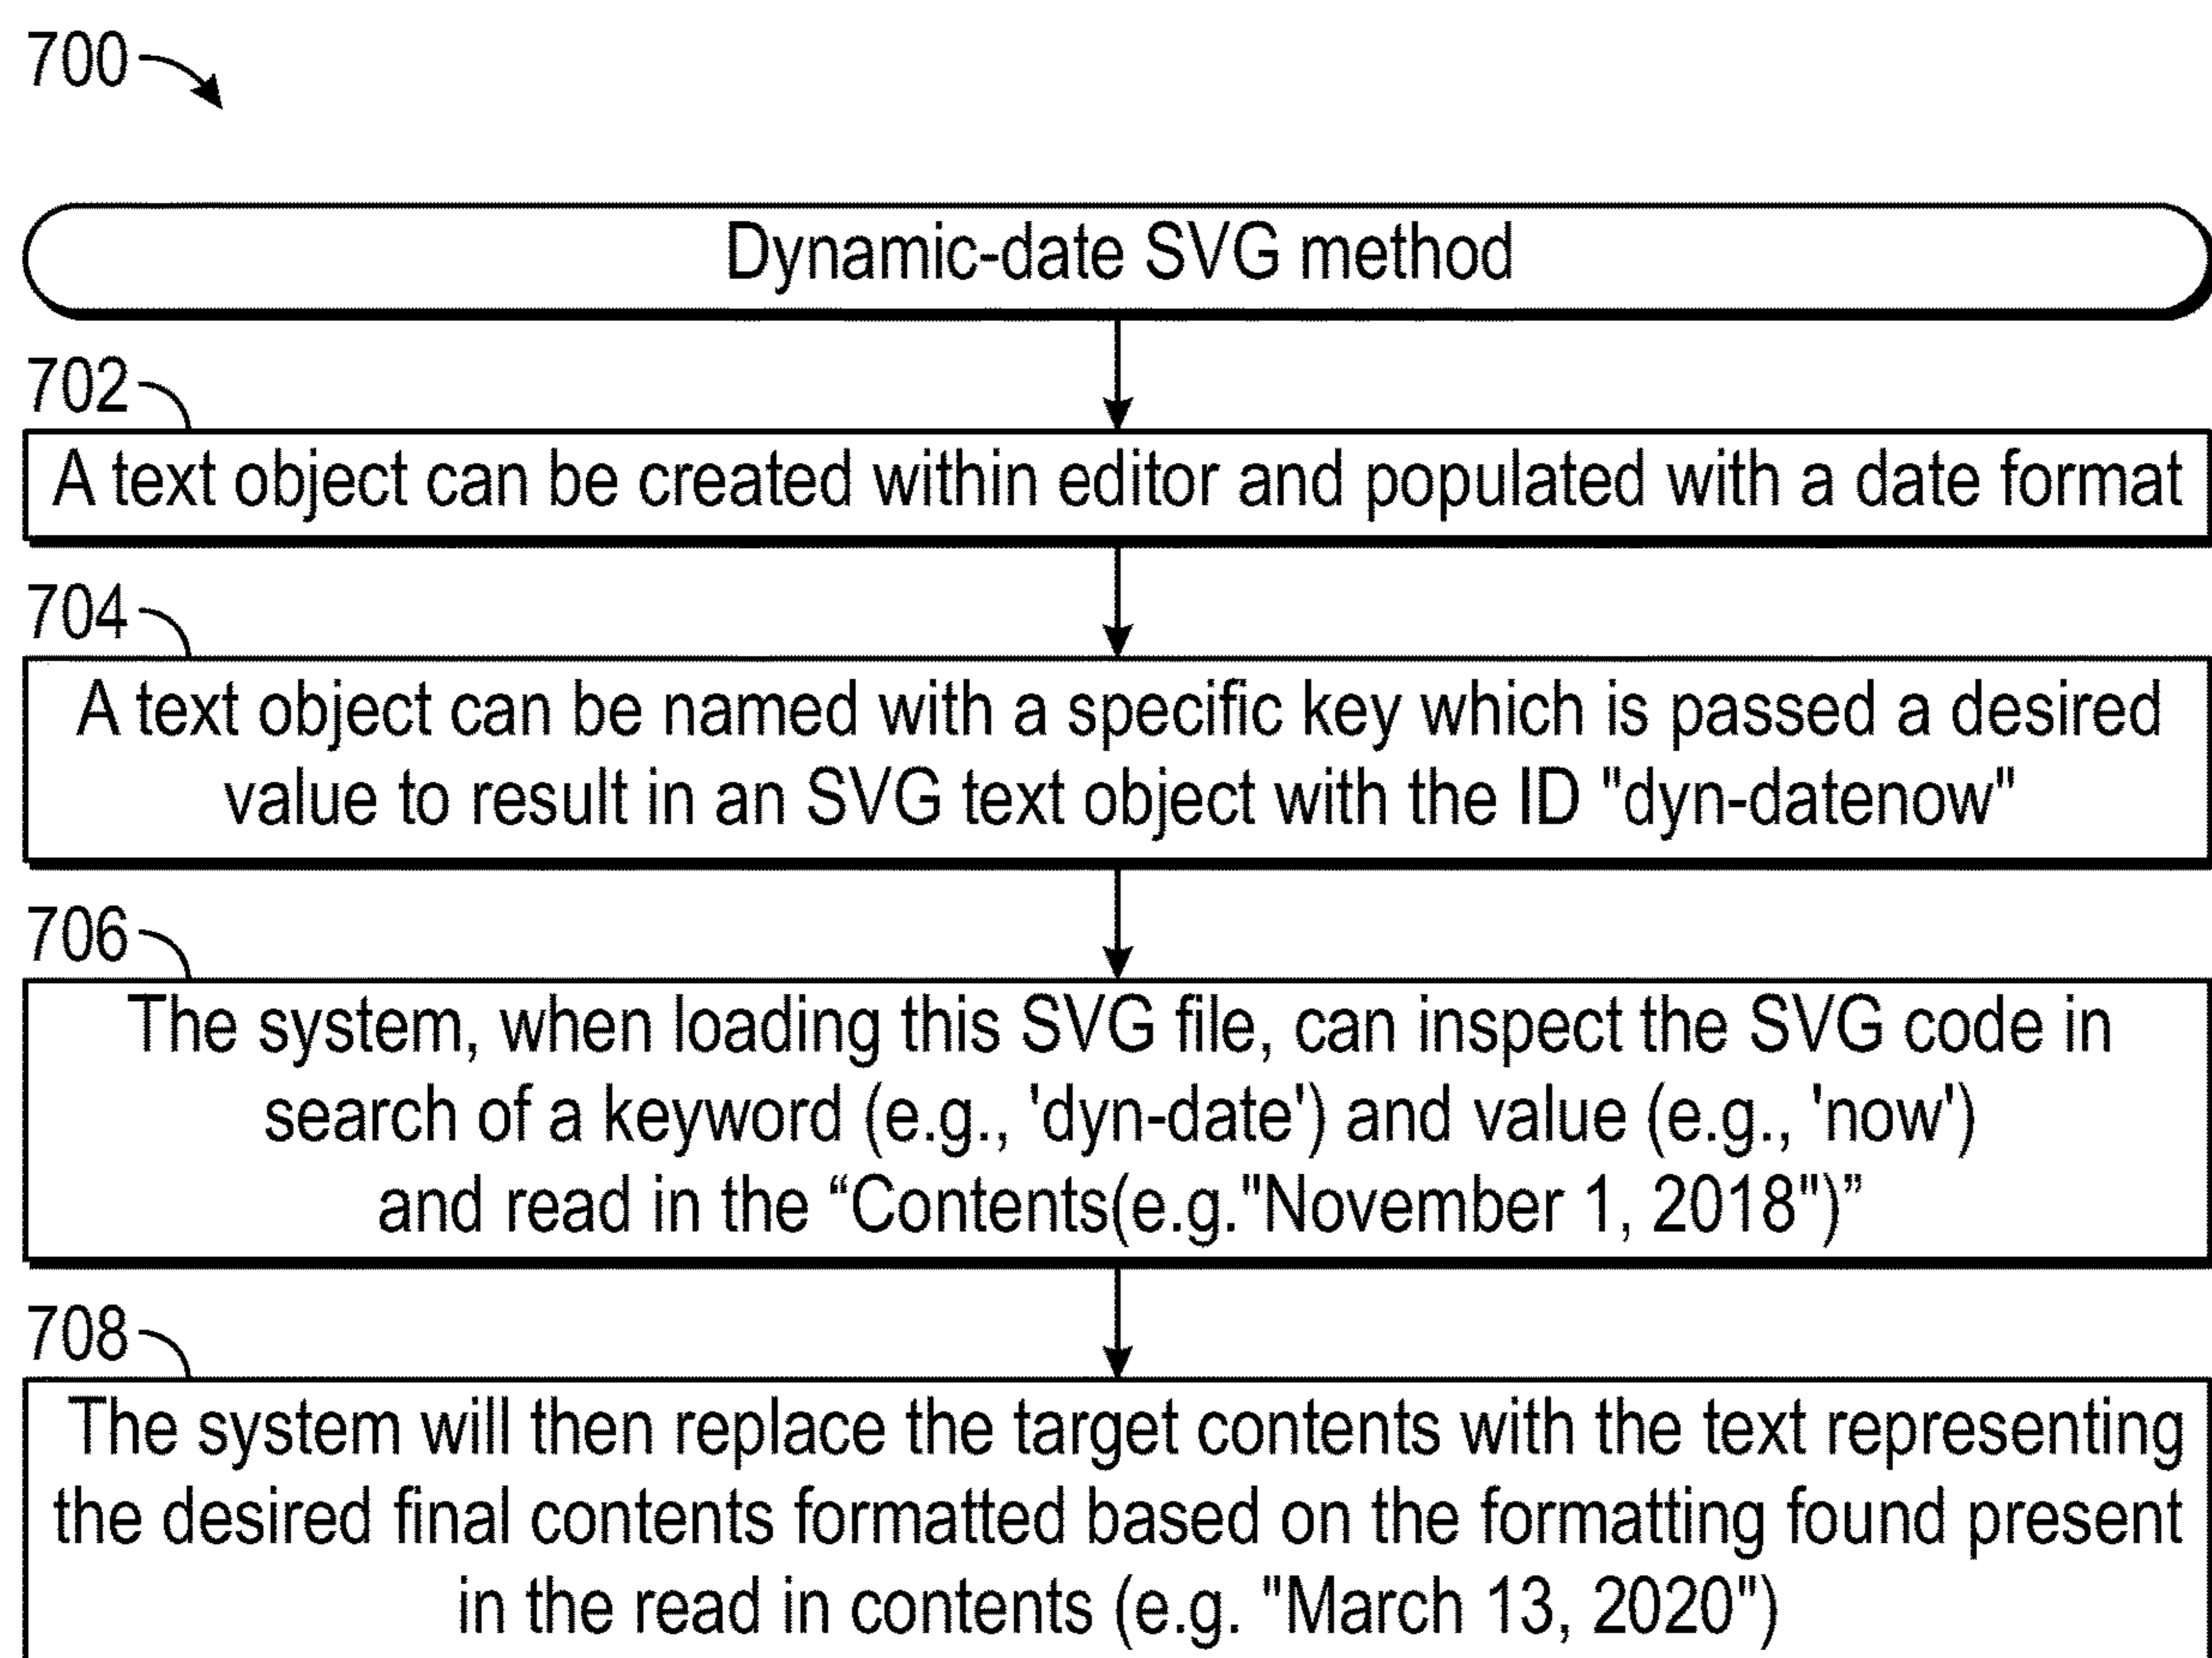 700
Dynamic-date SVG method
702
A text object can be created within editor and populated with a date format
704
A text object can be named with a specific key which is passed a desired
value to result in an SVG text object with the ID "dyn-datenow"
706
The system, when loading this SVG file, can inspect the SVG code in
search of a keyword (e.g., 'dyn-date') and value (e.g., 'now')
and read in the “Contents(e.g."November 1, 2018")”
708
The system will then replace the target contents with the text representing
the desired final contents formatted based on the formatting found present
in the read in contents (e.g. "March 13, 2020")